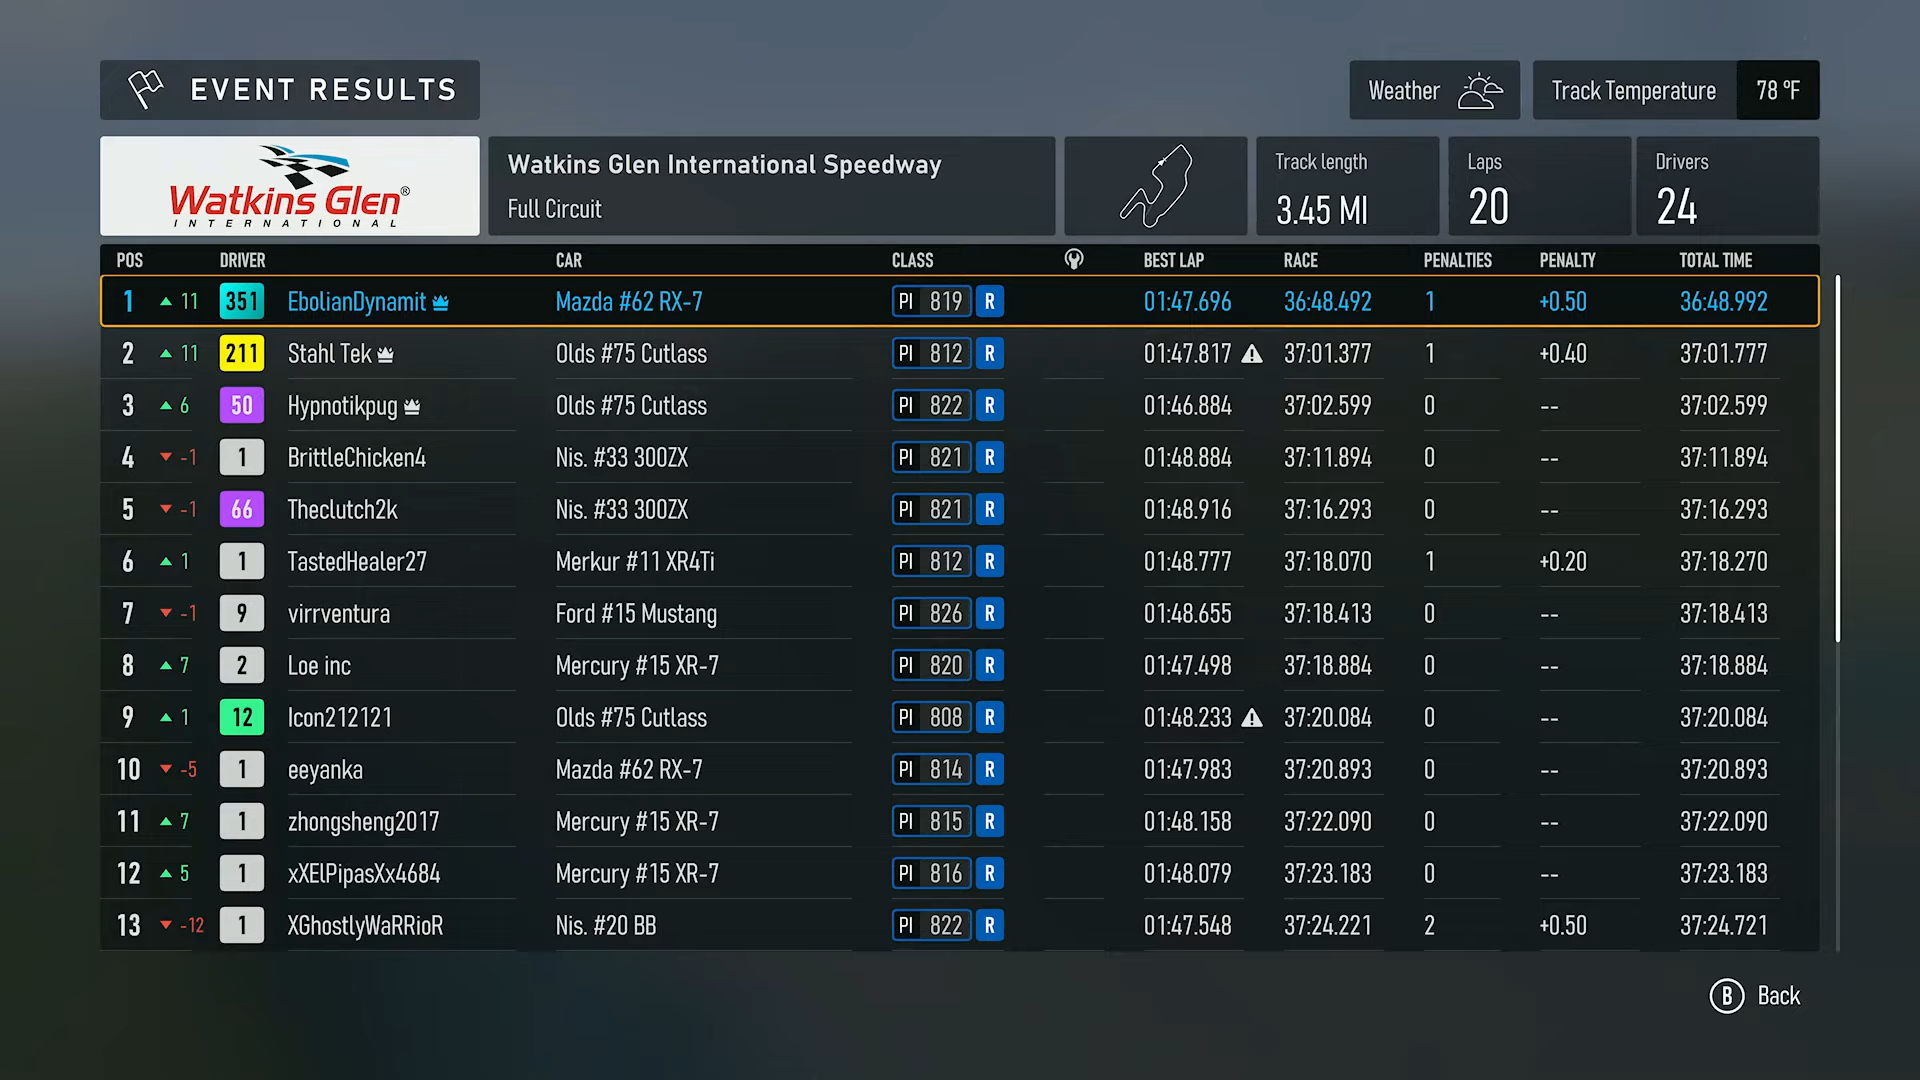 EVENT RESULTS
Weather
Track Temperature 78 °F
Watkins Glen®
INTERNATIONAL
Watkins Glen International Speedway
Full Circuit
Track length
3.45 MI
Laps
20
Drivers
24
POS DRIVER CAR CLASS BEST LAP RACE PENALTIES PENALTY TOTAL TIME
1 ▲ 11 351 EbolianDynamit Mazda #62 RX-7 PI 819 R 01:47.696 36:48.492 1 +0.50 36:48.992
2 ▲ 11 211 Stahl Tek Olds #75 Cutlass PI 812 R 01:47.817 37:01.377 1 +0.40 37:01.777
3 ▲ 6 50 Hypnotikpug Olds #75 Cutlass PI 822 R 01:46.884 37:02.599 0 -- 37:02.599
4 ▼ -1 1 BrittleChicken4 Nis. #33 300ZX PI 821 R 01:48.884 37:11.894 0 -- 37:11.894
5 ▼ -1 66 Theclutch2k Nis. #33 300ZX PI 821 R 01:48.916 37:16.293 0 -- 37:16.293
6 ▲ 1 1 TastedHealer27 Merkur #11 XR4Ti PI 812 R 01:48.777 37:18.070 1 +0.20 37:18.270
7 ▼ -1 9 virrventura Ford #15 Mustang PI 826 R 01:48.655 37:18.413 0 -- 37:18.413
8 ▲ 7 2 Loe inc Mercury #15 XR-7 PI 820 R 01:47.498 37:18.884 0 -- 37:18.884
9 ▲ 1 12 Icon212121 Olds #75 Cutlass PI 808 R 01:48.233 37:20.084 0 -- 37:20.084
10 ▼ -5 1 eeyanka Mazda #62 RX-7 PI 814 R 01:47.983 37:20.893 0 -- 37:20.893
11 ▲ 7 1 zhongsheng2017 Mercury #15 XR-7 PI 815 R 01:48.158 37:22.090 0 -- 37:22.090
12 ▲ 5 1 xXElPipasXx4684 Mercury #15 XR-7 PI 816 R 01:48.079 37:23.183 0 -- 37:23.183
13 ▼ -12 1 XGhostlyWaRRioR Nis. #20 BB PI 822 R 01:47.548 37:24.221 2 +0.50 37:24.721
B Back